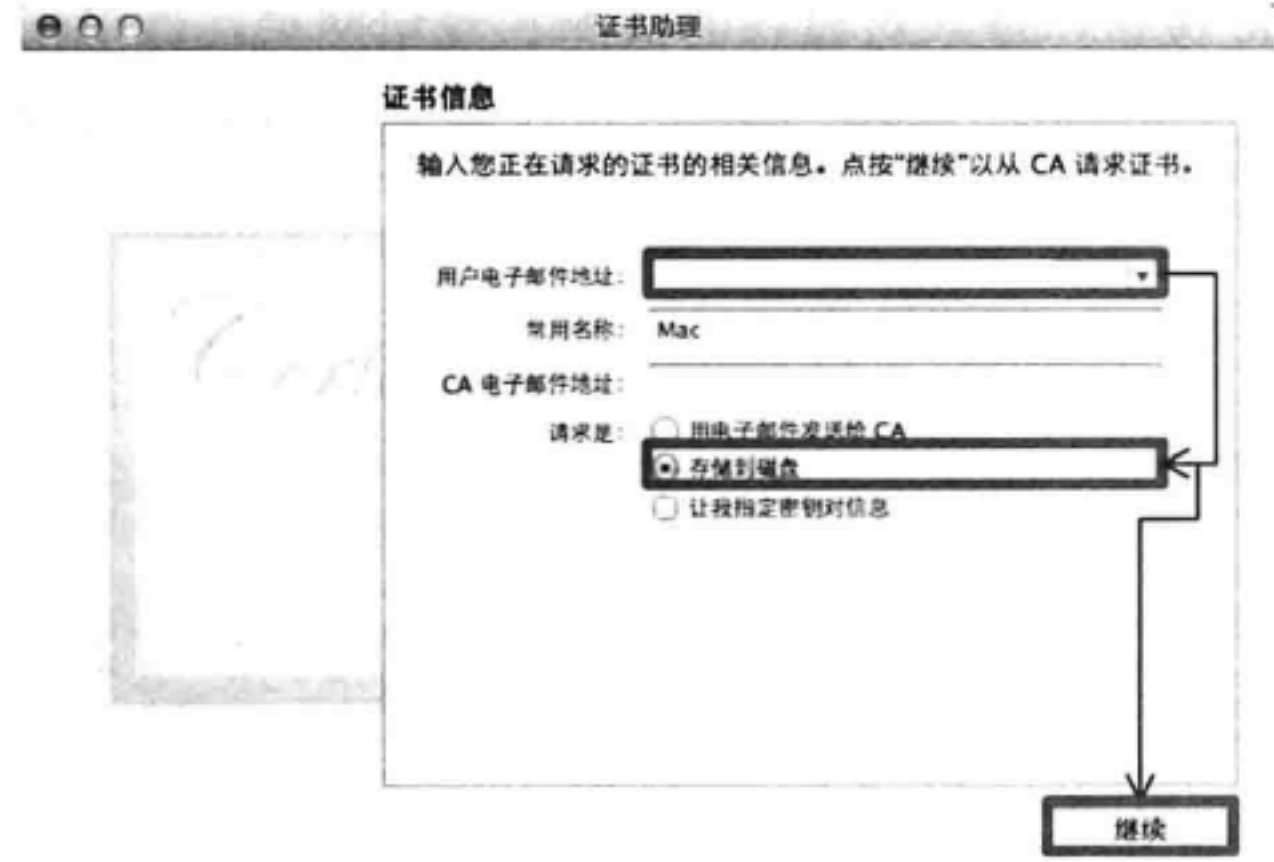 证书助理
证书信息
输入您正在请求的证书的相关信息。点按“继续”以从 CA 请求证书。
用户电子邮件地址:
常用名称: Mac
CA 电子邮件地址:
请求是: 用电子邮件发送给 CA
存储到磁盘
让我指定密钥对信息
继续